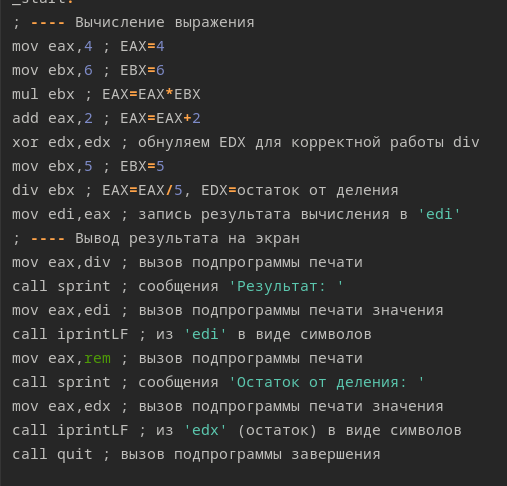 _start:
; ---- Вычисление выражения
mov eax,4 ; EAX=4
mov ebx,6 ; EBX=6
mul ebx ; EAX=EAX*EBX
add eax,2 ; EAX=EAX+2
xor edx,edx ; обнуляем EDX для корректной работы div
mov ebx,5 ; EBX=5
div ebx ; EAX=EAX/5, EDX=остаток от деления
mov edi,eax ; запись результата вычисления в 'edi'
; ---- Вывод результата на экран
mov eax,div ; вызов подпрограммы печати
call sprint ; сообщения 'Результат: '
mov eax,edi ; вызов подпрограммы печати значения
call iprintLF ; из 'edi' в виде символов
mov eax,rem ; вызов подпрограммы печати
call sprint ; сообщения 'Остаток от деления: '
mov eax,edx ; вызов подпрограммы печати значения
call iprintLF ; из 'edx' (остаток) в виде символов
call quit ; вызов подпрограммы завершения